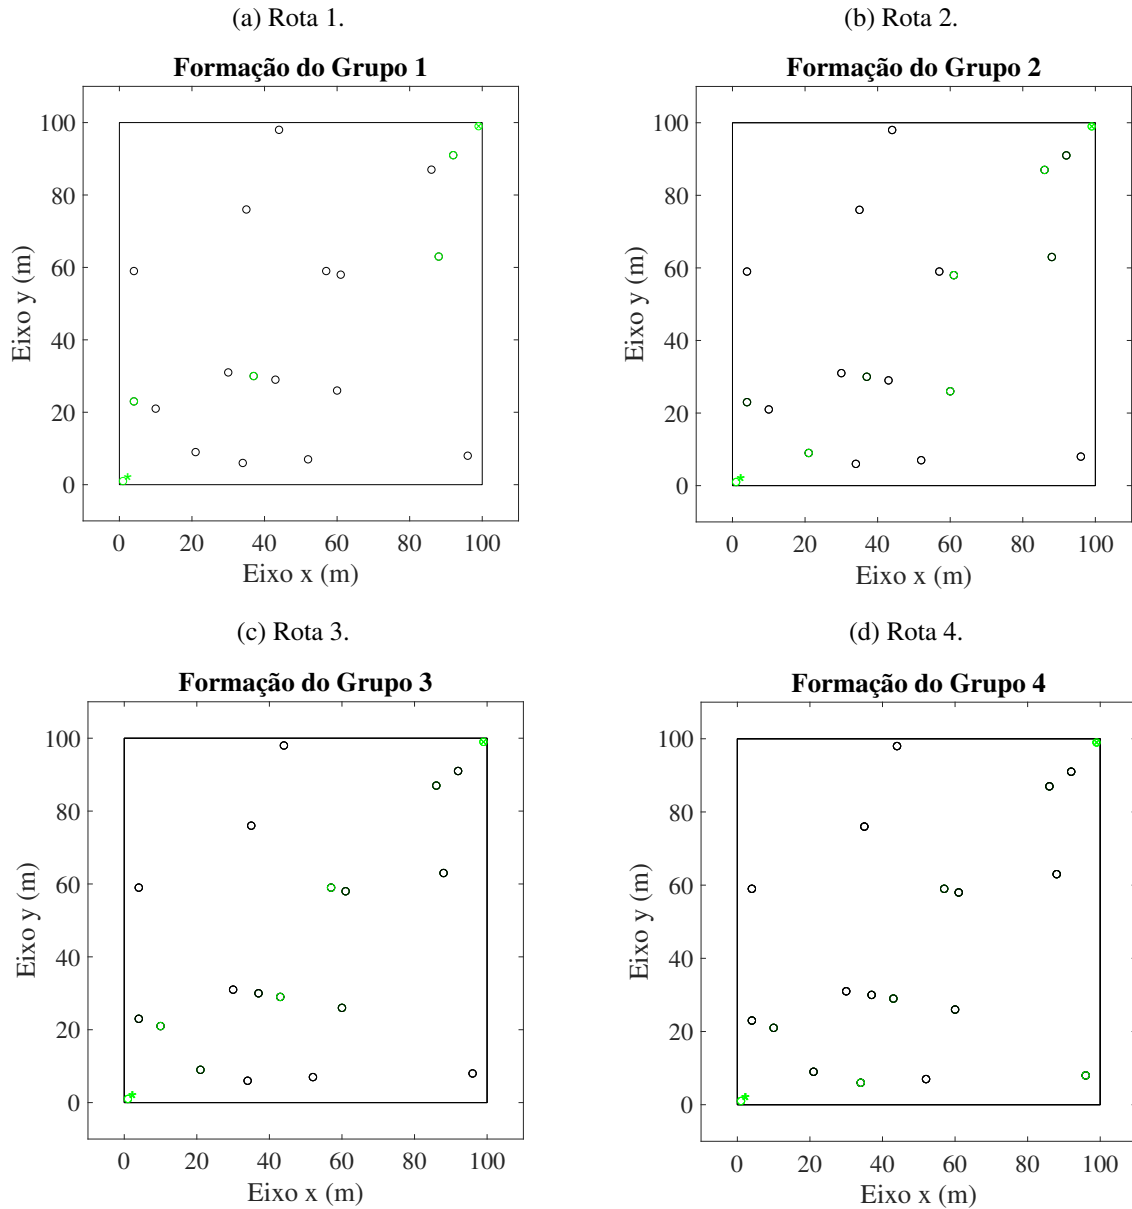 (a) Rota 1.
(b) Rota 2.
Formação do Grupo 1
100
80
60
40
20
0
0 20 40 60 80 100
Eixo y (m)
Eixo x (m)
Formação do Grupo 2
100
80
60
40
20
0
0 20 40 60 80 100
Eixo y (m)
Eixo x (m)
(c) Rota 3.
(d) Rota 4.
Formação do Grupo 3
100
80
60
40
20
0
0 20 40 60 80 100
Eixo y (m)
Eixo x (m)
Formação do Grupo 4
100
80
60
40
20
0
0 20 40 60 80 100
Eixo y (m)
Eixo x (m)